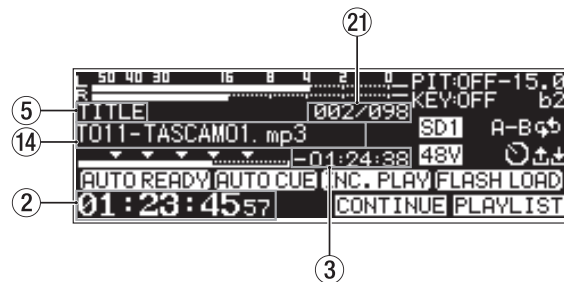 21
50 40 30 16 8 4 2 0 PIT:OFF-15.0
R KEY:OFF b2
5 TITLE 002/098
14 T011-TASCAM01.mp3 SD1 A-B
-01:24:38 48V
AUTO READY AUTO CUE INC.PLAY FLASH LOAD
2 01:23:4557 CONTINUE PLAYLIST
3